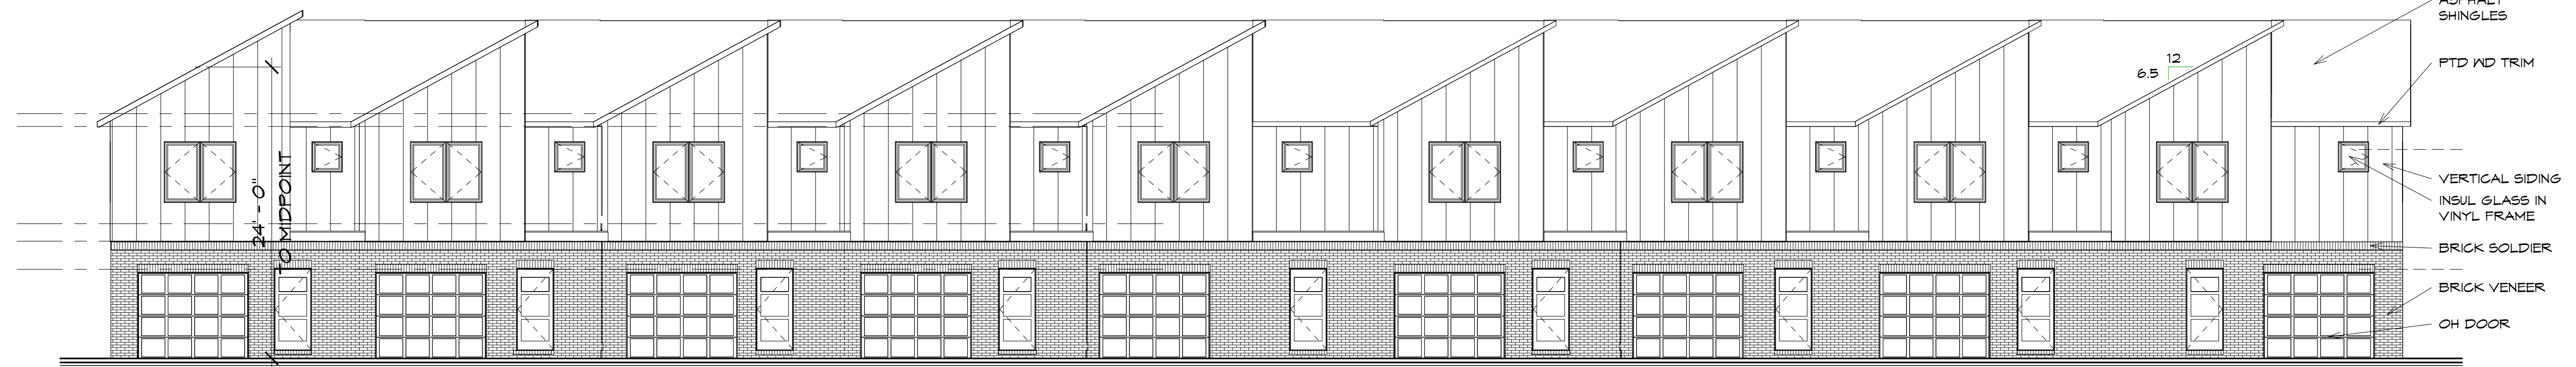 ASPHALT
SHINGLES
12
6.5
PTD WD TRIM
24' - 0"
TO MIDPOINT
VERTICAL SIDING
INSUL GLASS IN
VINYL FRAME
BRICK SOLDIER
BRICK VENEER
OH DOOR